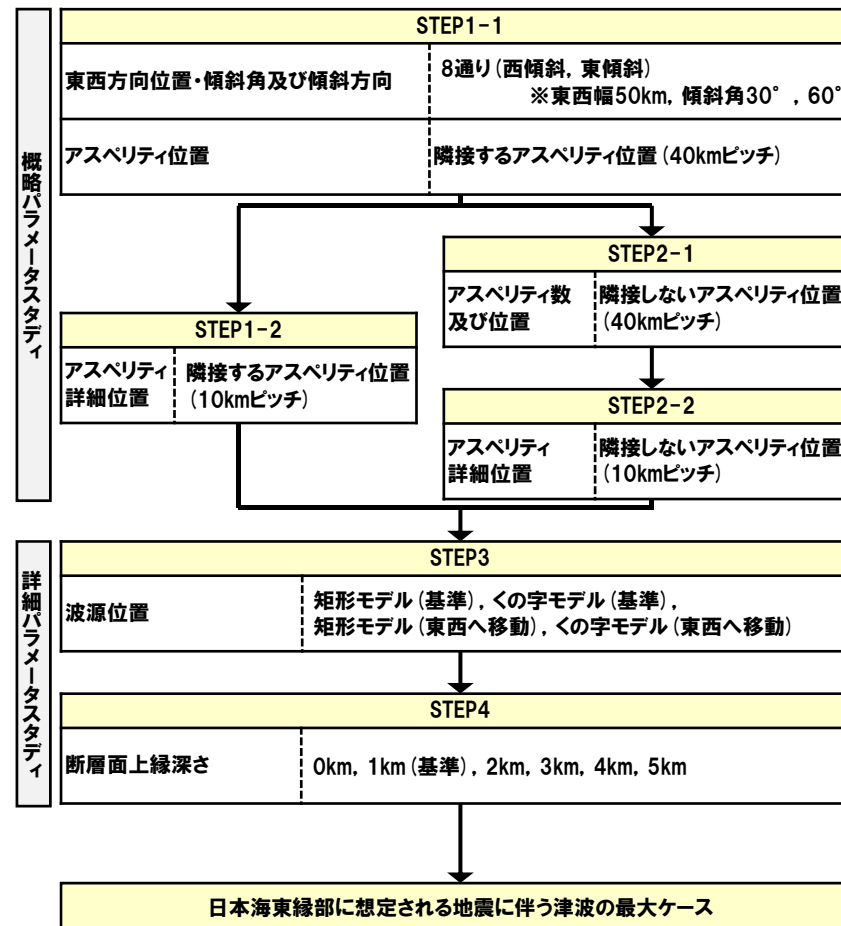 概略パラメータスタディ
STEP1-1
東西方向位置・傾斜角及び傾斜方向
8通り(西傾斜, 東傾斜)
※東西幅50km, 傾斜角30°, 60°
アスペリティ位置
隣接するアスペリティ位置(40kmピッチ)
STEP1-2
アスペリティ
詳細位置
隣接するアスペリティ位置
(10kmピッチ)
STEP2-1
アスペリティ数
及び位置
隣接しないアスペリティ位置
(40kmピッチ)
STEP2-2
アスペリティ
詳細位置
隣接しないアスペリティ位置
(10kmピッチ)
詳細パラメータスタディ
STEP3
波源位置
矩形モデル(基準), くの字モデル(基準),
矩形モデル(東西へ移動), くの字モデル(東西へ移動)
STEP4
断層面上縁深さ
0km, 1km(基準), 2km, 3km, 4km, 5km
日本海東縁部に想定される地震に伴う津波の最大ケース